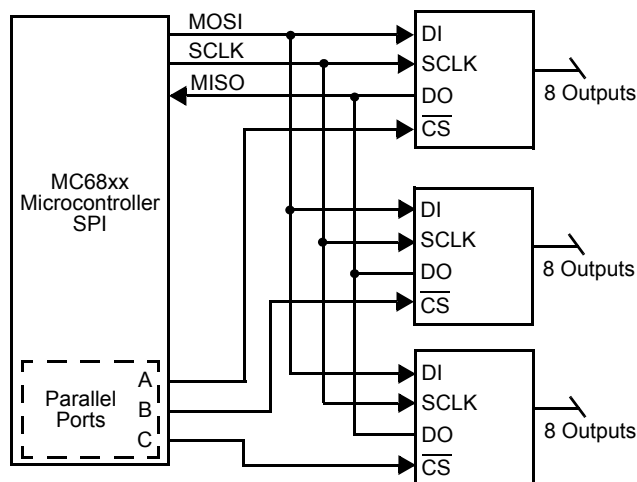 MOSI
SCLK
MISO
MC68xx
Microcontroller
SPI
Parallel
Ports
A
B
C
DI
SCLK
DO
CS
8 Outputs
DI
SCLK
DO
CS
8 Outputs
DI
SCLK
DO
CS
8 Outputs